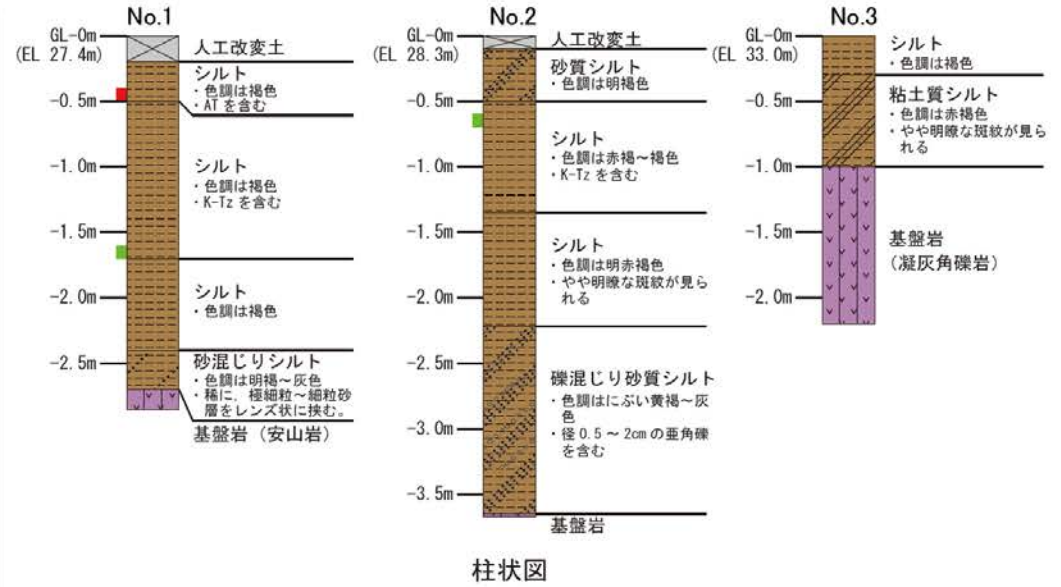 No.1
GL-0m
(EL 27.4m)
-0.5m
-1.0m
-1.5m
-2.0m
-2.5m
人工改変土
シルト
・色調は褐色
・ATを含む
シルト
・色調は褐色
・K-Tzを含む
シルト
・色調は褐色
砂混じりシルト
・色調は明褐～灰色
・稀に，極細粒～細粒砂
層をレンズ状に挟む。
基盤岩（安山岩）
No.2
GL-0m
(EL 28.3m)
-0.5m
-1.0m
-1.5m
-2.0m
-2.5m
-3.0m
-3.5m
人工改変土
砂質シルト
・色調は明褐色
シルト
・色調は赤褐～褐色
・K-Tzを含む
シルト
・色調は明赤褐色
・やや明瞭な斑紋が見ら
れる
礫混じり砂質シルト
・色調はにぶい黄褐～灰
色
・径0.5～2cmの亜角礫
を含む
基盤岩
No.3
GL-0m
(EL 33.0m)
-0.5m
-1.0m
-1.5m
-2.0m
シルト
・色調は褐色
粘土質シルト
・色調は赤褐色
・やや明瞭な斑紋が見ら
れる
基盤岩
（凝灰角礫岩）
柱状図